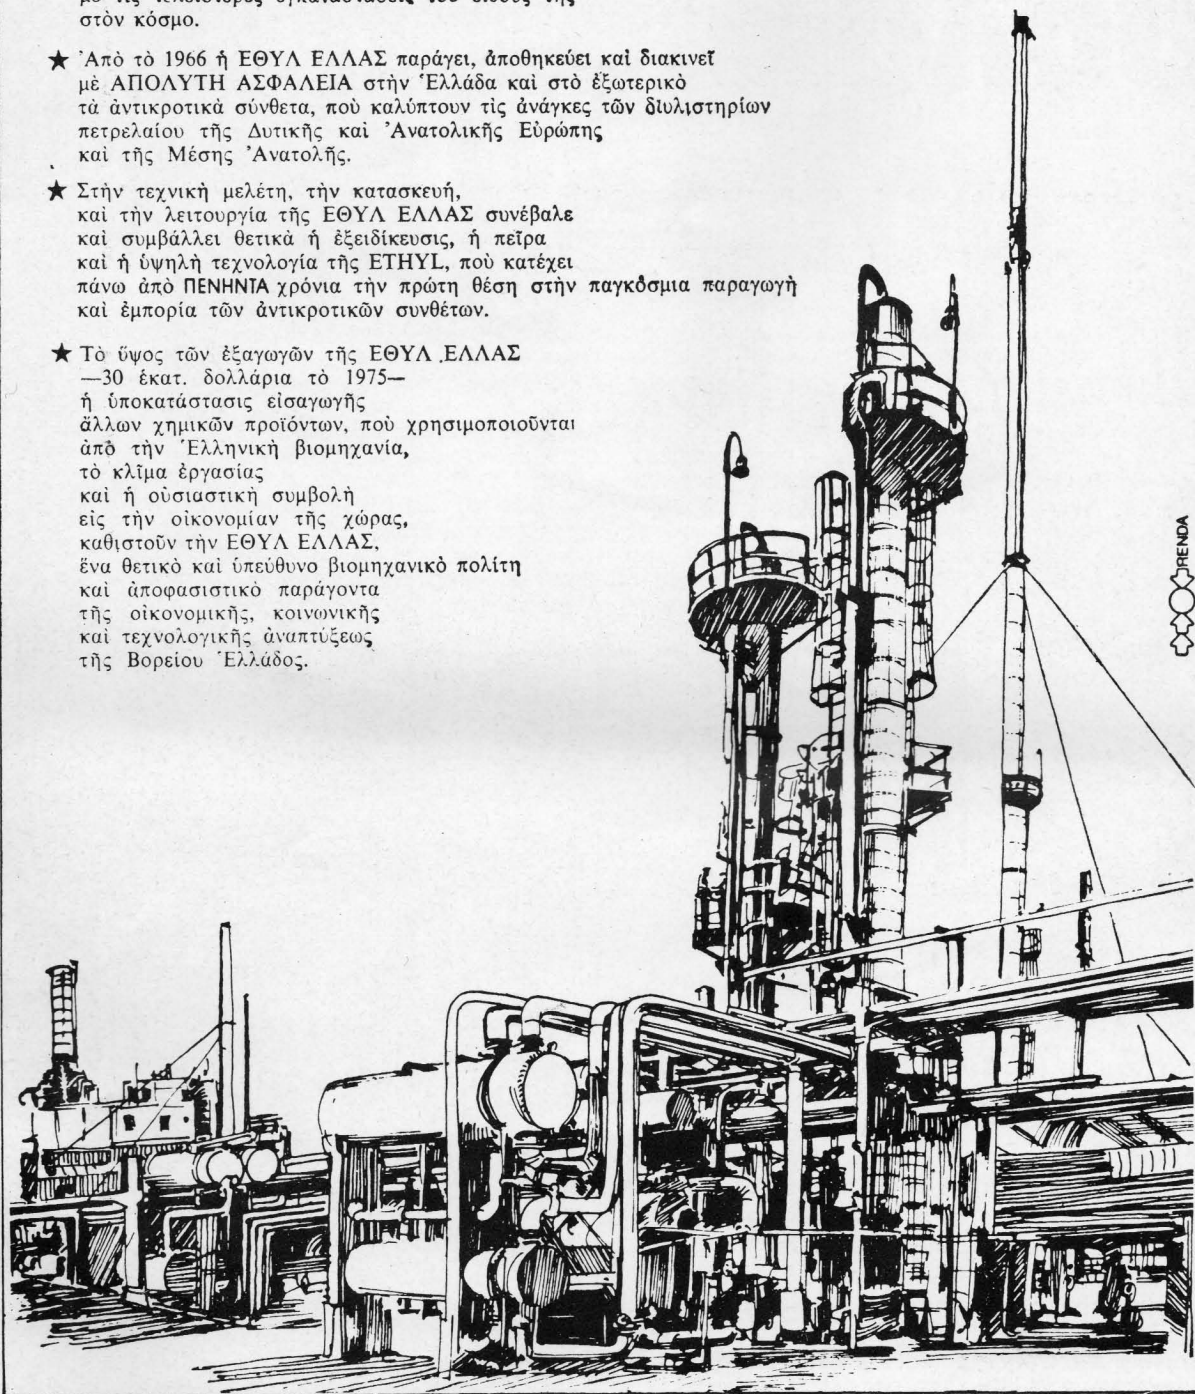 στὸν κόσμο.
★ Ἀπὸ τὸ 1966 ἡ ΕΘΥΛ ΕΛΛΑΣ παράγει, ἀποθηκεύει καὶ διακινεῖ
μὲ ΑΠΟΛΥΤΗ ΑΣΦΑΛΕΙΑ στὴν Ἑλλάδα καὶ στὸ ἐξωτερικὸ
τὰ ἀντικροτικὰ σύνθετα, ποὺ καλύπτουν τὶς ἀνάγκες τῶν διυλιστηρίων
πετρελαίου τῆς Δυτικῆς καὶ Ἀνατολικῆς Εὐρώπης
καὶ τῆς Μέσης Ἀνατολῆς.
★ Στὴν τεχνικὴ μελέτη, τὴν κατασκευή,
καὶ τὴν λειτουργία τῆς ΕΘΥΛ ΕΛΛΑΣ συνέβαλε
καὶ συμβάλλει θετικὰ ἡ ἐξειδίκευσις, ἡ πεῖρα
καὶ ἡ ὑψηλὴ τεχνολογία τῆς ETHYL, ποὺ κατέχει
πάνω ἀπὸ ΠΕΝΗΝΤΑ χρόνια τὴν πρώτη θέση στὴν παγκόσμια παραγωγὴ
καὶ ἐμπορία τῶν ἀντικροτικῶν συνθέτων.
★ Τὸ ὕψος τῶν ἐξαγωγῶν τῆς ΕΘΥΛ ΕΛΛΑΣ
—30 ἑκατ. δολλάρια τὸ 1975—
ἡ ὑποκατάστασις εἰσαγωγῆς
ἄλλων χημικῶν προϊόντων, ποὺ χρησιμοποιοῦνται
ἀπὸ τὴν Ἑλληνικὴ βιομηχανία,
τὸ κλῖμα ἐργασίας
καὶ ἡ οὐσιαστικὴ συμβολὴ
εἰς τὴν οἰκονομίαν τῆς χώρας,
καθιστοῦν τὴν ΕΘΥΛ ΕΛΛΑΣ,
ἕνα θετικὸ καὶ ὑπεύθυνο βιομηχανικὸ πολίτη
καὶ ἀποφασιστικὸ παράγοντα
τῆς οἰκονομικῆς, κοινωνικῆς
καὶ τεχνολογικῆς ἀναπτύξεως
τῆς Βορείου Ἑλλάδος.
RENDA